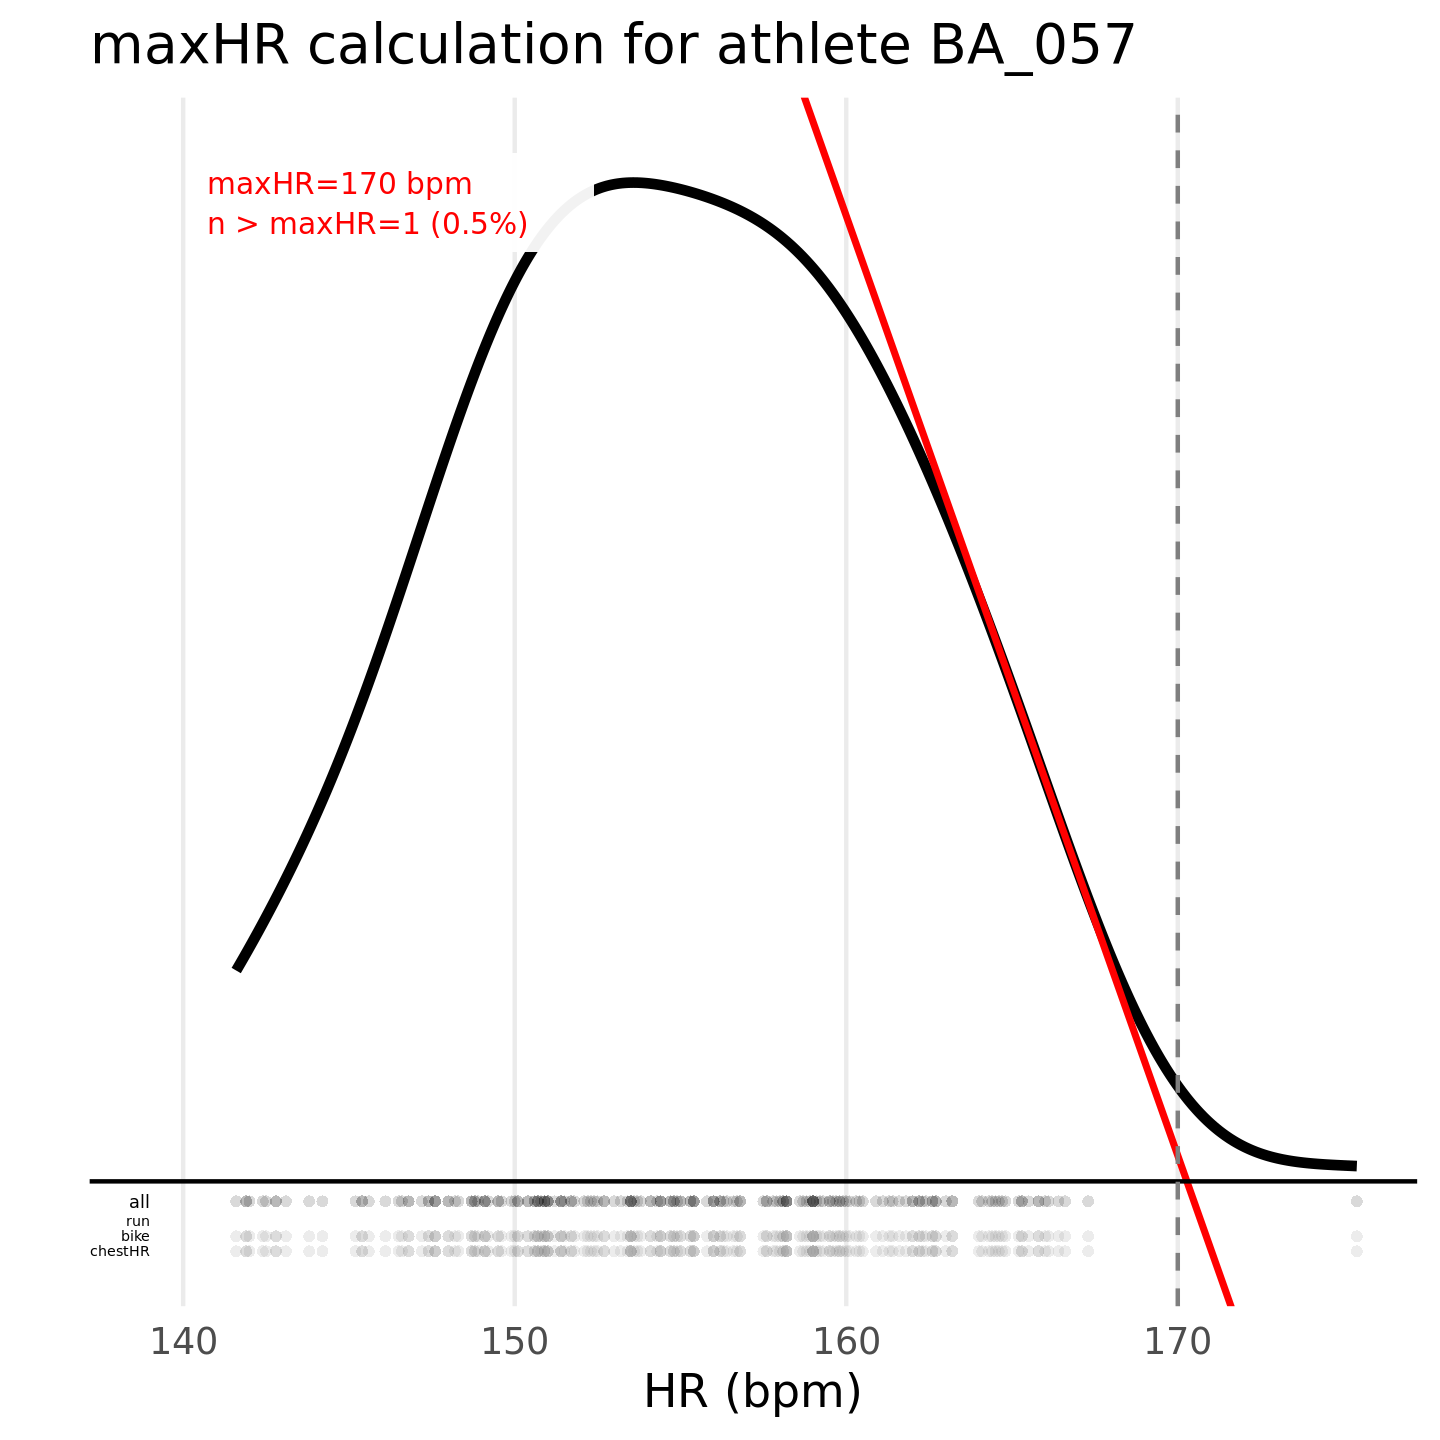 maxHR calculation for athlete BA_057
maxHR=170 bpm
n > maxHR=1 (0.5%)
all
run
bike
chestHR
140 150 160 170
HR (bpm)